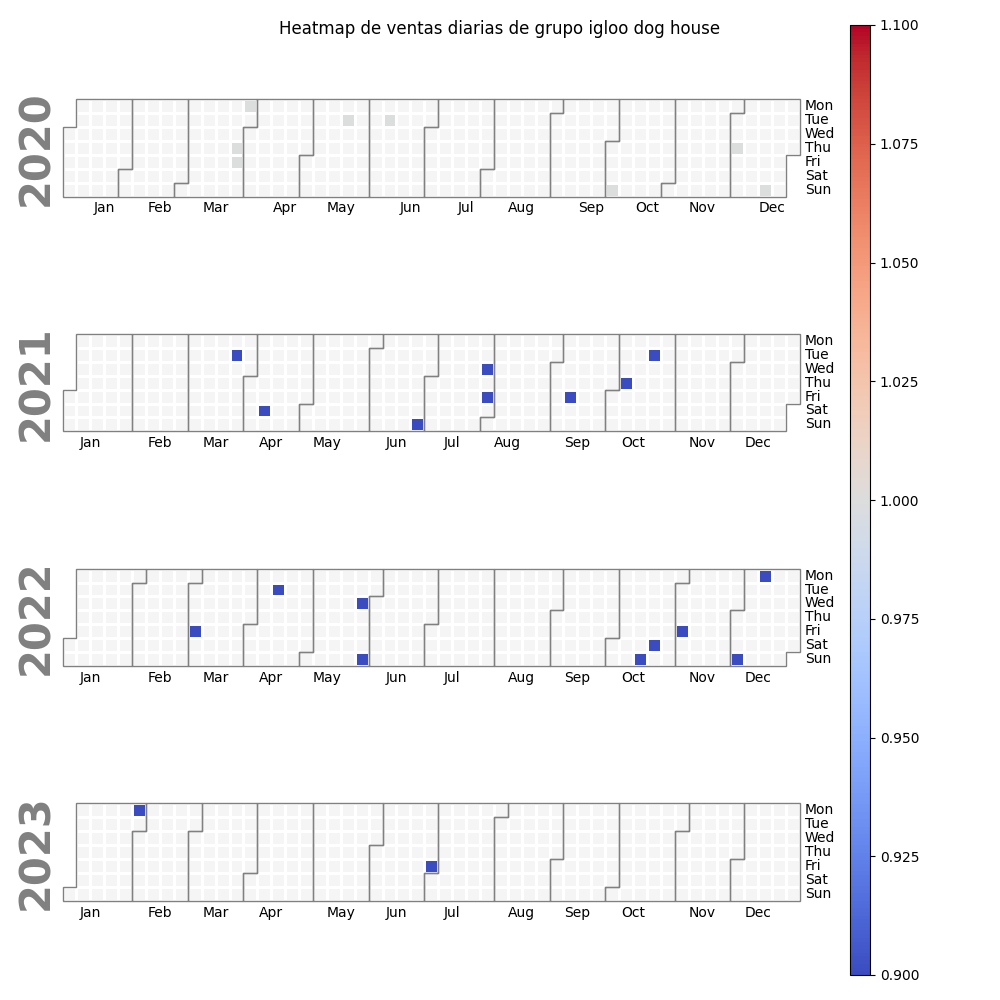 Heatmap de ventas diarias de grupo igloo dog house
2020
Mon
Tue
Wed
Thu
Fri
Sat
Sun
Jan Feb Mar Apr May Jun Jul Aug Sep Oct Nov Dec
2021
Mon
Tue
Wed
Thu
Fri
Sat
Sun
Jan Feb Mar Apr May Jun Jul Aug Sep Oct Nov Dec
2022
Mon
Tue
Wed
Thu
Fri
Sat
Sun
Jan Feb Mar Apr May Jun Jul Aug Sep Oct Nov Dec
2023
Mon
Tue
Wed
Thu
Fri
Sat
Sun
Jan Feb Mar Apr May Jun Jul Aug Sep Oct Nov Dec
1.100
1.075
1.050
1.025
1.000
0.975
0.950
0.925
0.900